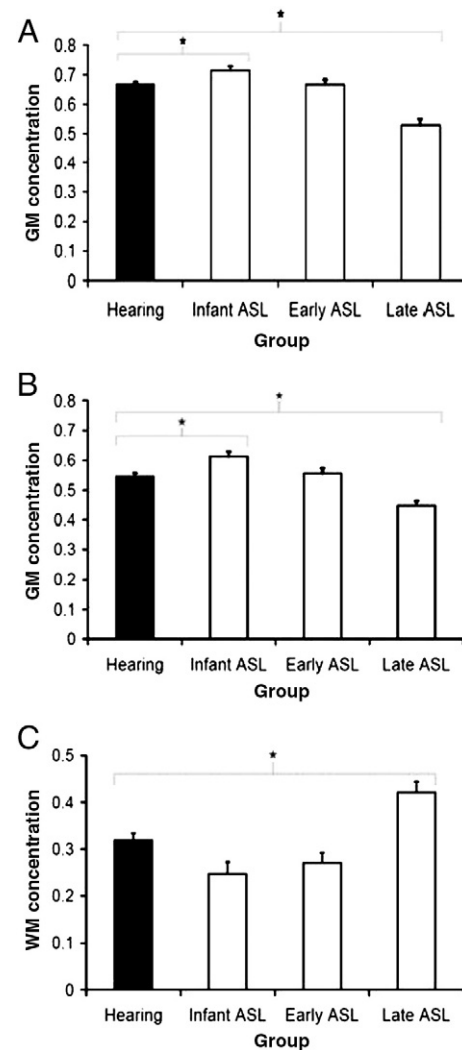 A
*
*
0.8
0.7
0.6
0.5
0.4
0.3
0.2
0.1
0
GM concentration
Hearing Infant ASL Early ASL Late ASL
Group
B
*
*
0.8
0.7
0.6
0.5
0.4
0.3
0.2
0.1
0
GM concentration
Hearing Infant ASL Early ASL Late ASL
Group
C
*
0.5
0.4
0.3
0.2
0.1
0
WM concentration
Hearing Infant ASL Early ASL Late ASL
Group